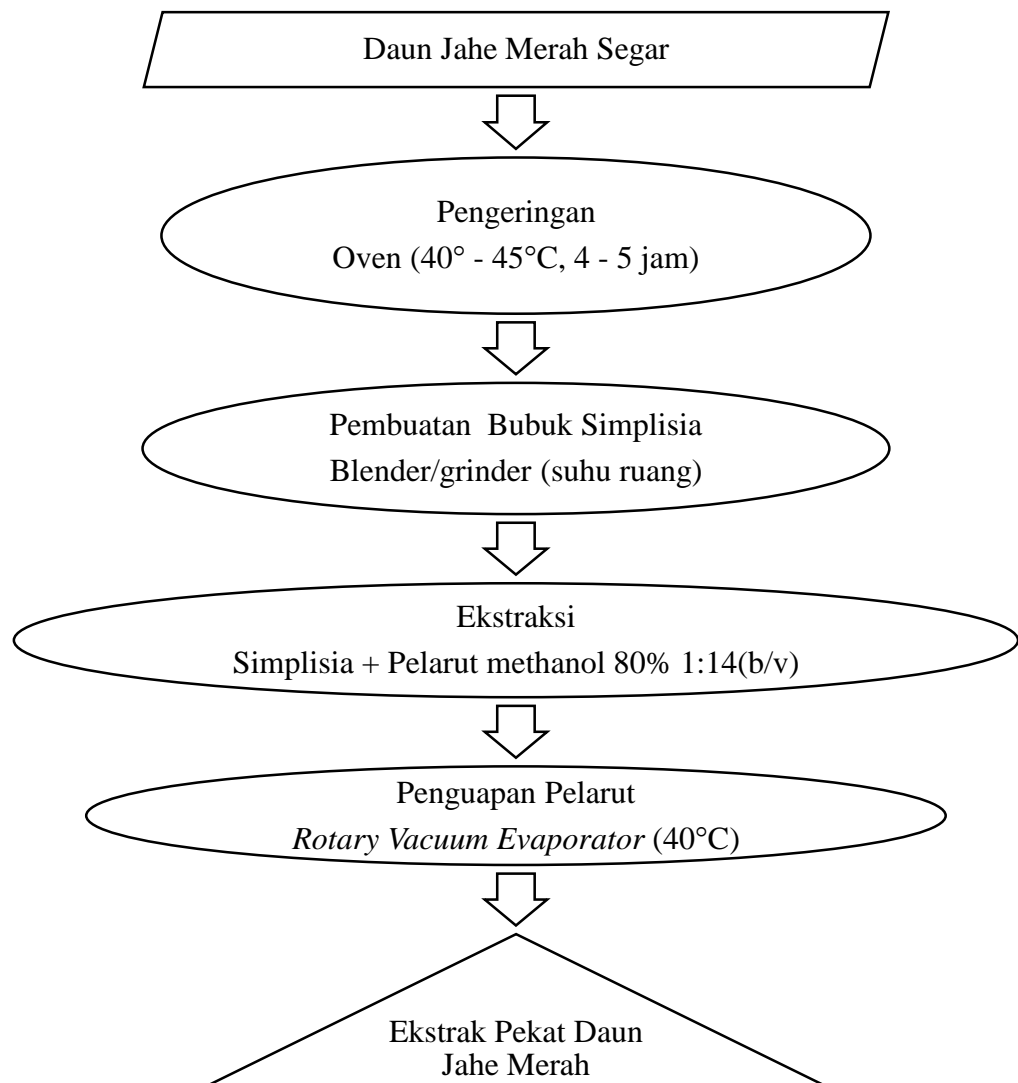 Daun Jahe Merah Segar
Pengeringan
Oven (40° - 45°C, 4 - 5 jam)
Pembuatan  Bubuk Simplisia
Blender/grinder (suhu ruang)
Ekstraksi
Simplisia + Pelarut methanol 80% 1:14(b/v)
Penguapan Pelarut
Rotary Vacuum Evaporator (40°C)
Ekstrak Pekat Daun
Jahe Merah